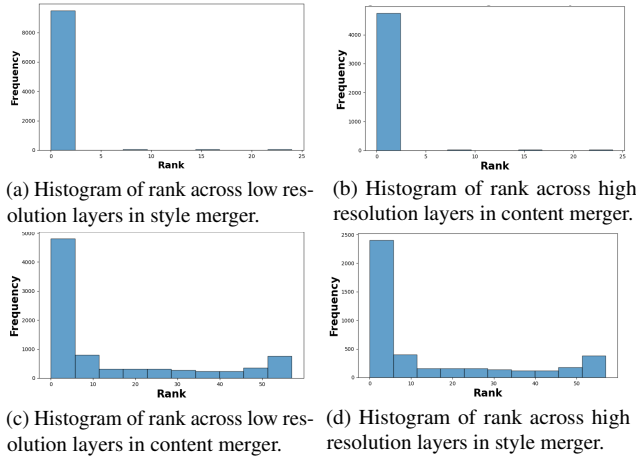 Frequency
8000
6000
4000
2000
0
0 5 10 15 20 25
Rank
Frequency
4000
3000
2000
1000
0
0 5 10 15 20 25
Rank
(a) Histogram of rank across low res-
olution layers in style merger.
(b) Histogram of rank across high
resolution layers in content merger.
Frequency
5000
4000
3000
2000
1000
0
0 10 20 30 40 50
Rank
Frequency
2500
2000
1500
1000
500
0
0 10 20 30 40 50
Rank
(c) Histogram of rank across low res-
olution layers in content merger.
(d) Histogram of rank across high
resolution layers in style merger.